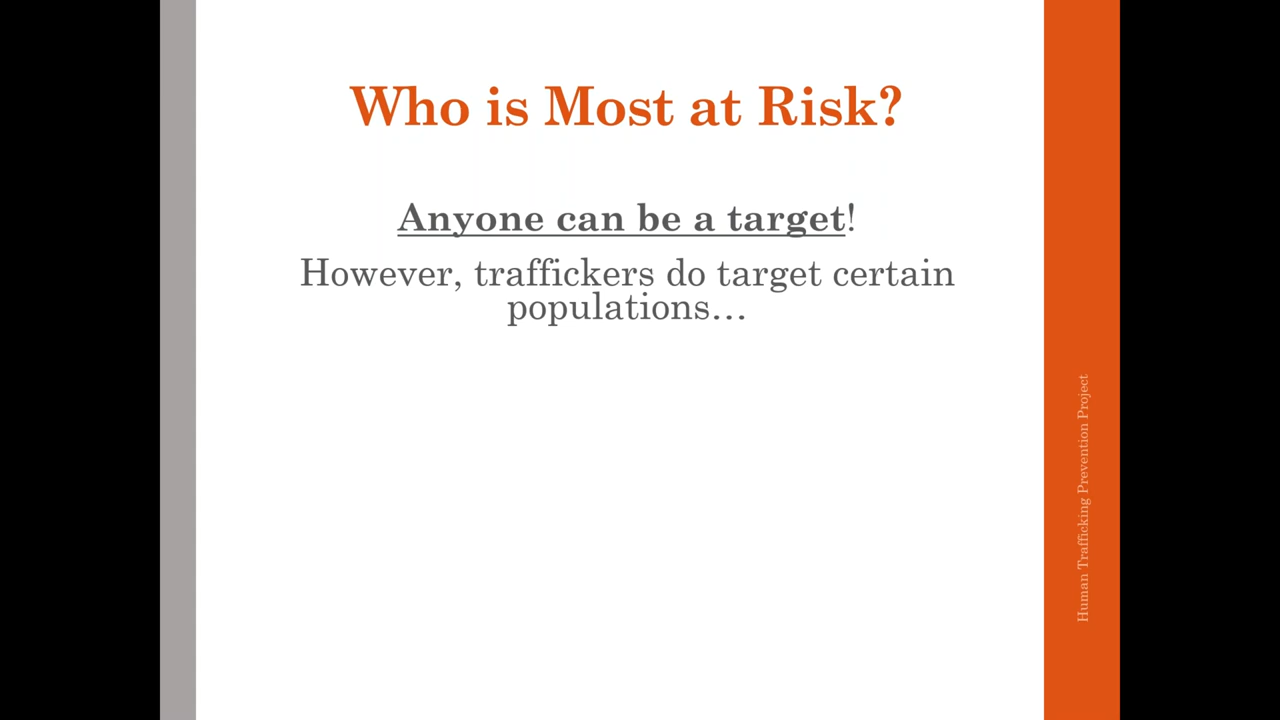 Who is Most at Risk?
Anyone can be a target!
However, traffickers do target certain
populations…
Human Trafficking Prevention Project